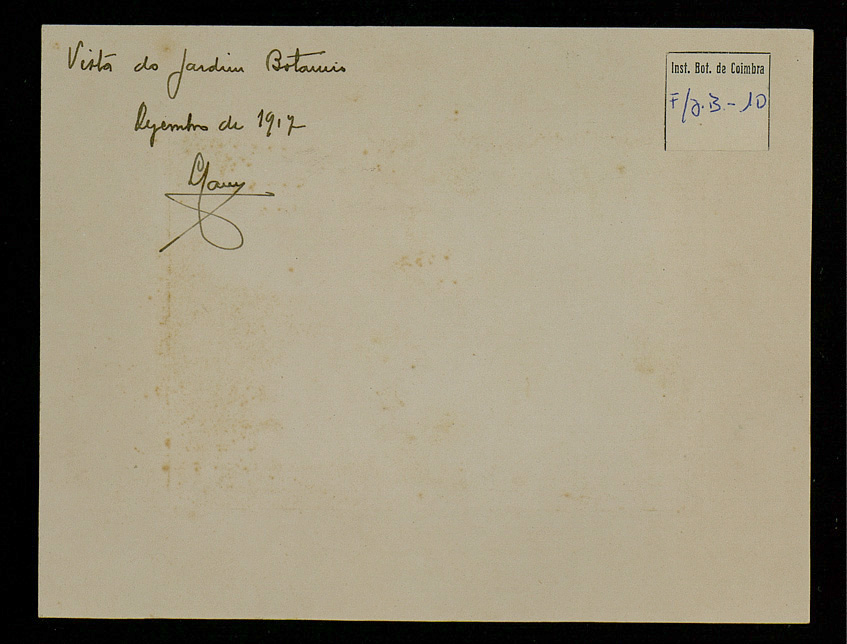 Vista do Jardim Botanico
Dezembro de 1917
Inst. Bot. de Coimbra
F/J.B.-10